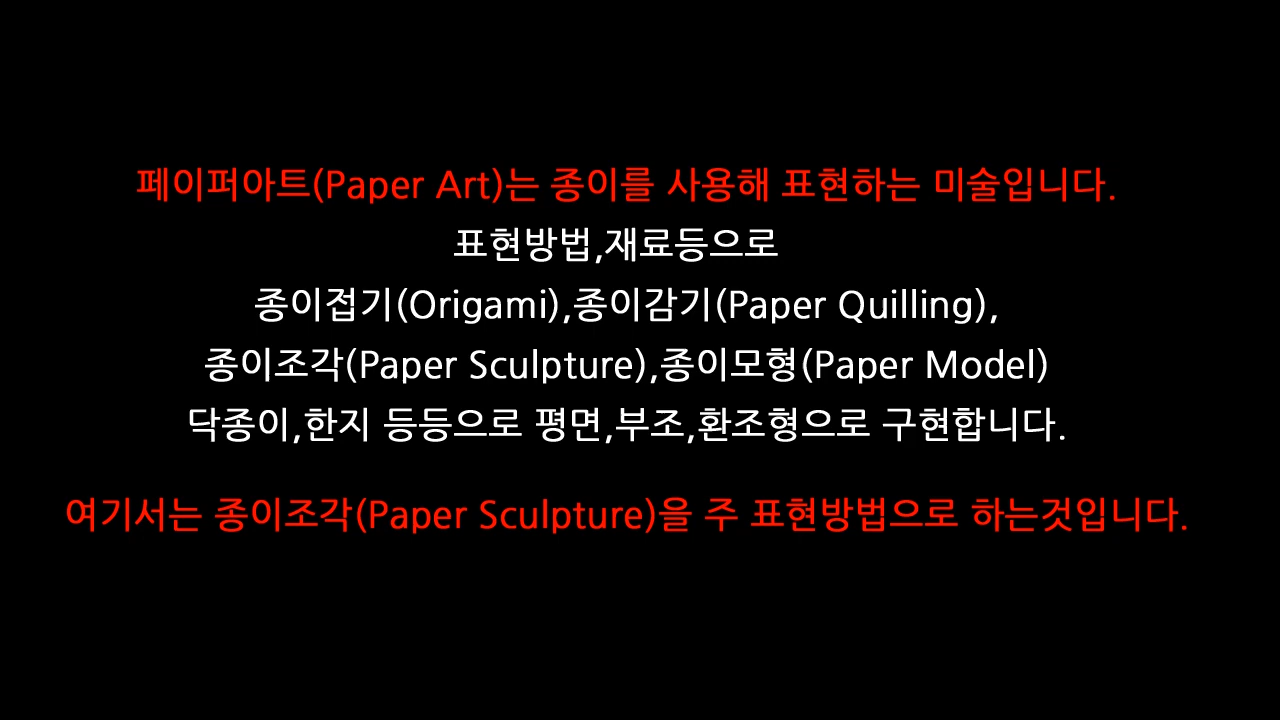 페이퍼아트(Paper Art)는 종이를 사용해 표현하는 미술입니다.
표현방법,재료등으로
종이접기(Origami),종이감기(Paper Quilling),
종이조각(Paper Sculpture),종이모형(Paper Model)
닥종이,한지 등등으로 평면,부조,환조형으로 구현합니다.
여기서는 종이조각(Paper Sculpture)을 주 표현방법으로 하는것입니다.